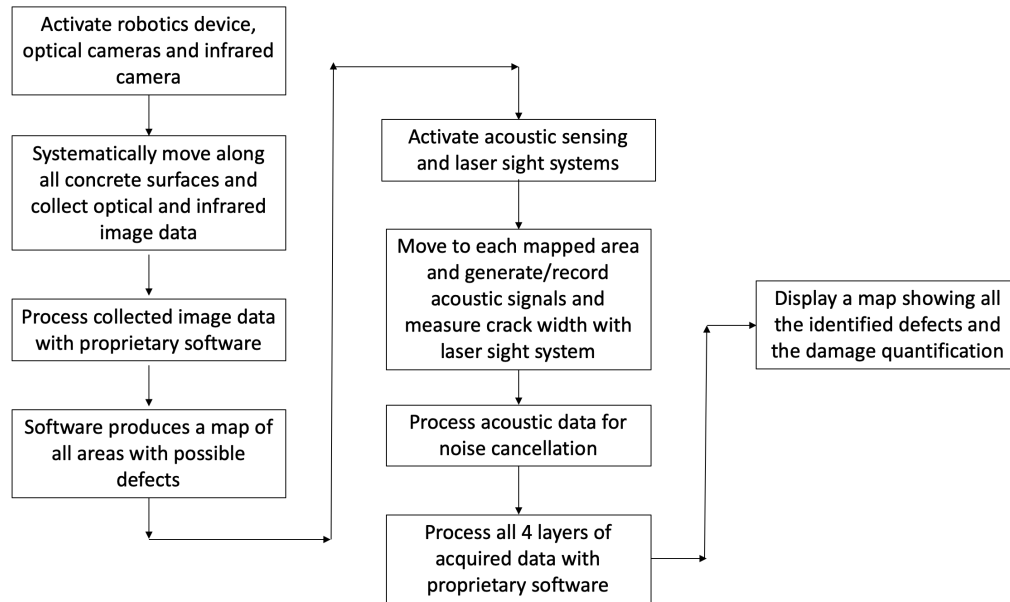 Activate robotics device,
optical cameras and infrared
camera
Systematically move along
all concrete surfaces and
collect optical and infrared
image data
Process collected image data
with proprietary software
Software produces a map of
all areas with possible
defects
Activate acoustic sensing
and laser sight systems
Move to each mapped area
and generate/record
acoustic signals and
measure crack width with
laser sight system
Process acoustic data for
noise cancellation
Process all 4 layers of
acquired data with
proprietary software
Display a map showing all
the identified defects and
the damage quantification